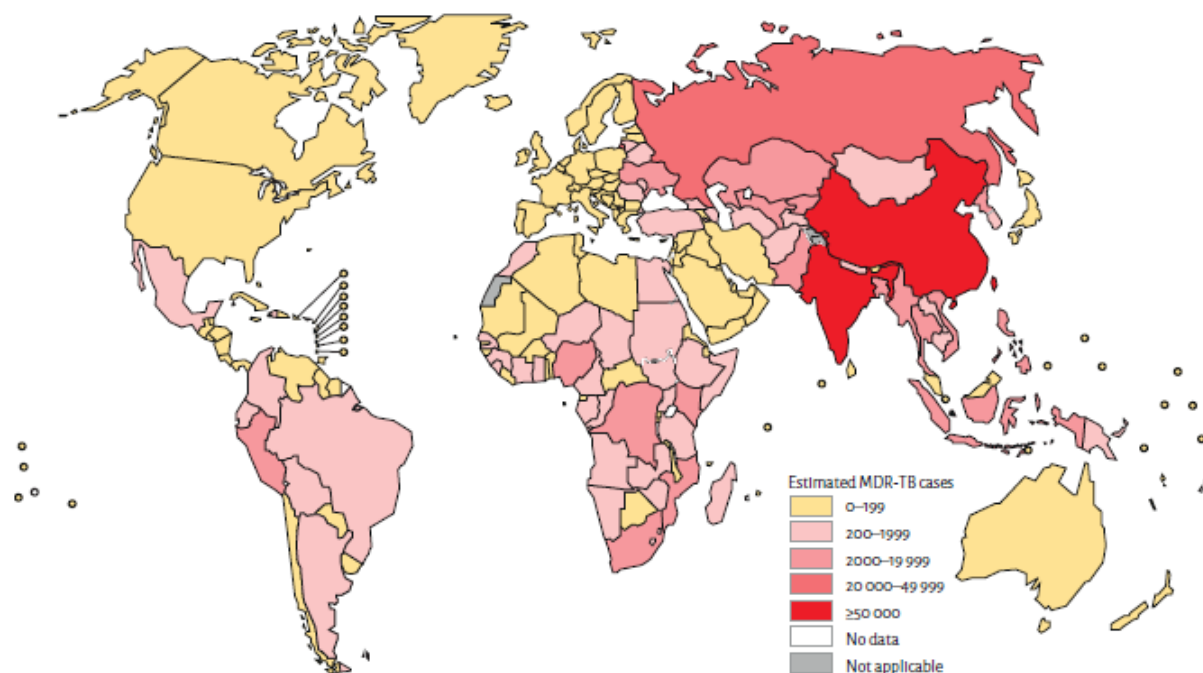 Estimated MDR-TB cases
0–199
200–1999
2000–19 999
20 000–49 999
≥50 000
No data
Not applicable